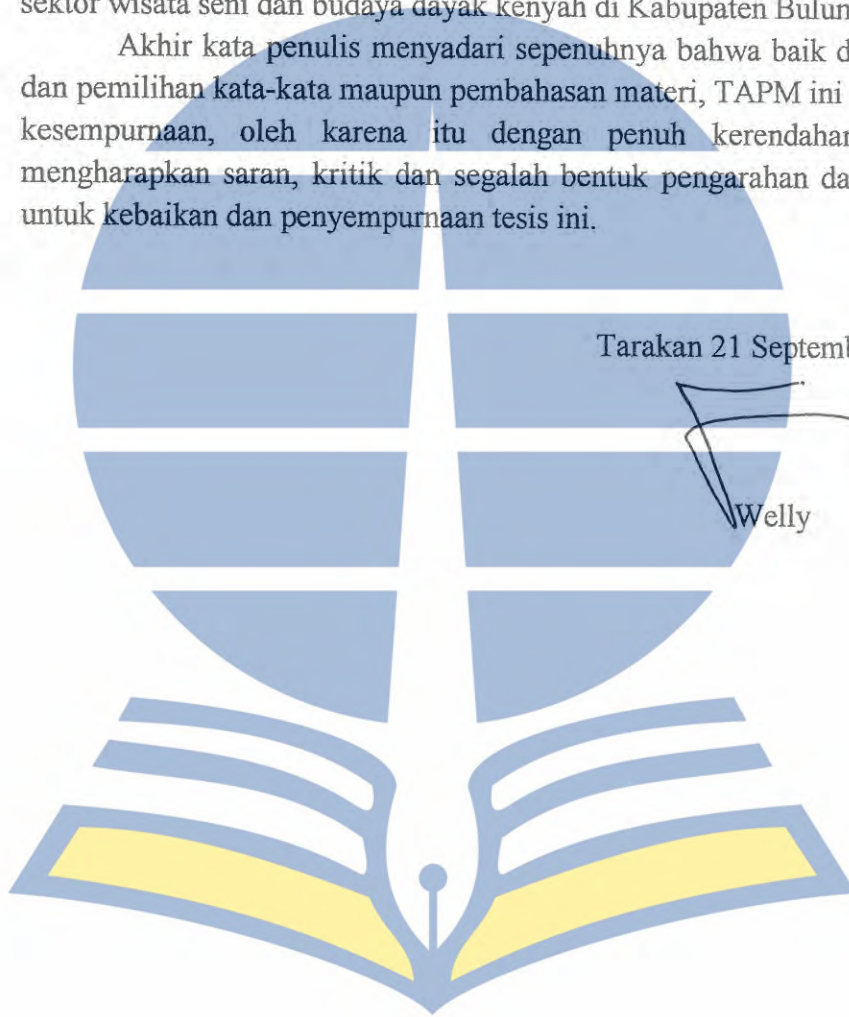 sektor wisata seni dan budaya dayak kenyah di Kabupaten Bulun
Akhir kata penulis menyadari sepenuhnya bahwa baik d
dan pemilihan kata-kata maupun pembahasan materi, TAPM ini
kesempurnaan, oleh karena itu dengan penuh kerendahan
mengharapkan saran, kritik dan segalah bentuk pengarahan da
untuk kebaikan dan penyempurnaan tesis ini.
Tarakan 21 Septemb
Welly